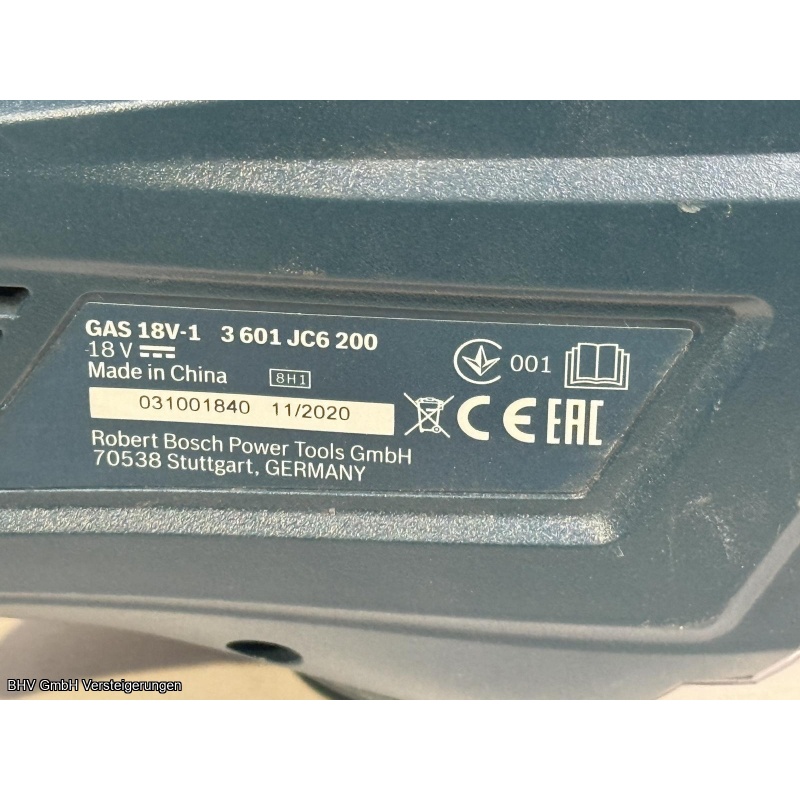 GAS 18V-1 3 601 JC6 200
18 V
001
Made in China 8H1
031001840 11/2020
CE EAC
Robert Bosch Power Tools GmbH
70538 Stuttgart, GERMANY
BHV GmbH Versteigerungen